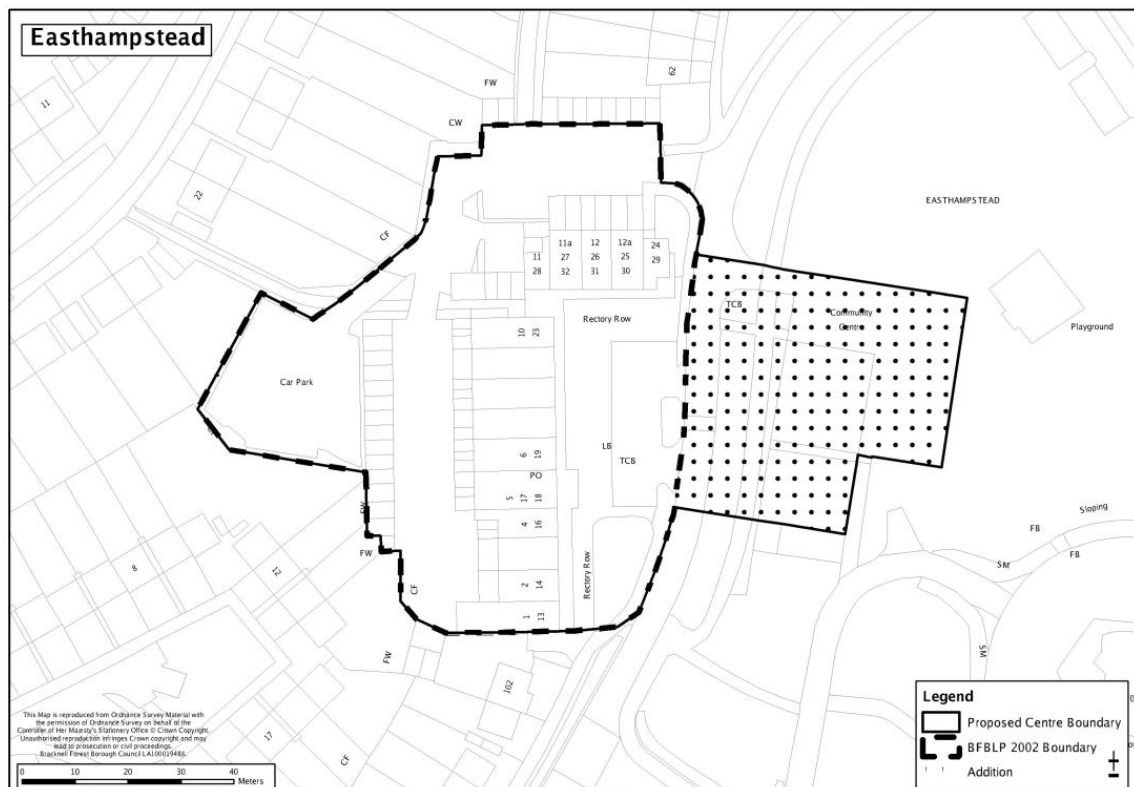 Easthampstead
11
22
CF
CW
FW
62
EASTHAMPSTEAD
Playground
Community
Centre
TCB
11a
12
12a
24
11
27
26
25
29
28
32
31
30
Rectory Row
10
23
Car Park
6
19
LB
TCB
PO
5
17
18
4
16
2
14
1
13
Rectory Row
FW
FW
CF
8
12
FW
102
17
CF
Sloping
FB
FB
SM
SM
This Map is reproduced from Ordnance Survey Material with
the permission of Ordnance Survey on behalf of the
Controller of Her Majesty's Stationery Office © Crown Copyright.
Unauthorised reproduction infringes Crown copyright and may
lead to prosecution or civil proceedings.
Bracknell Forest Borough Council LA100019488.
0 10 20 30 40
Meters
Legend
Proposed Centre Boundary
BFBLP 2002 Boundary
Addition